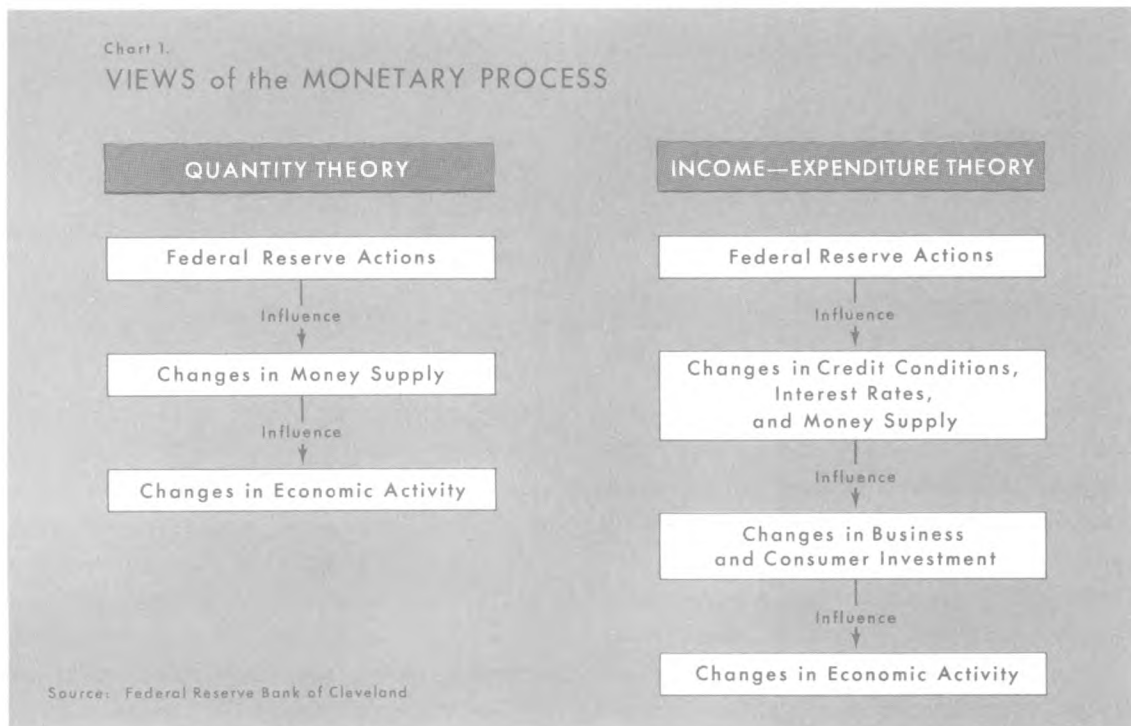 Chart 1.
VIEWS of the MONETARY PROCESS
QUANTITY THEORY
Federal Reserve Actions
Influence
Changes in Money Supply
Influence
Changes in Economic Activity
INCOME—EXPENDITURE THEORY
Federal Reserve Actions
Influence
Changes in Credit Conditions,
Interest Rates,
and Money Supply
Influence
Changes in Business
and Consumer Investment
Influence
Changes in Economic Activity
Source: Federal Reserve Bank of Cleveland